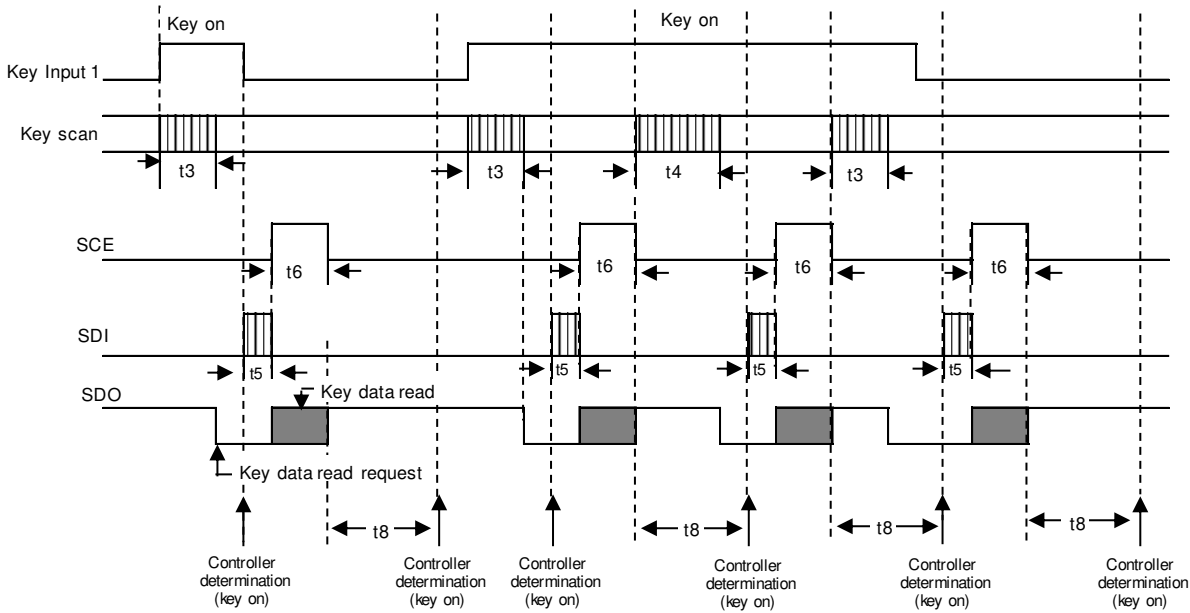 Key on
Key on
Key Input 1
Key scan
t3
t3
t4
t3
SCE
t6
t6
t6
t6
SDI
t5
t5
t5
t5
SDO
Key data read
Key data read request
t8
t8
t8
t8
Controller
determination
(key on)
Controller
determination
(key on)
Controller
determination
(key on)
Controller
determination
(key on)
Controller
determination
(key on)
Controller
determination
(key on)